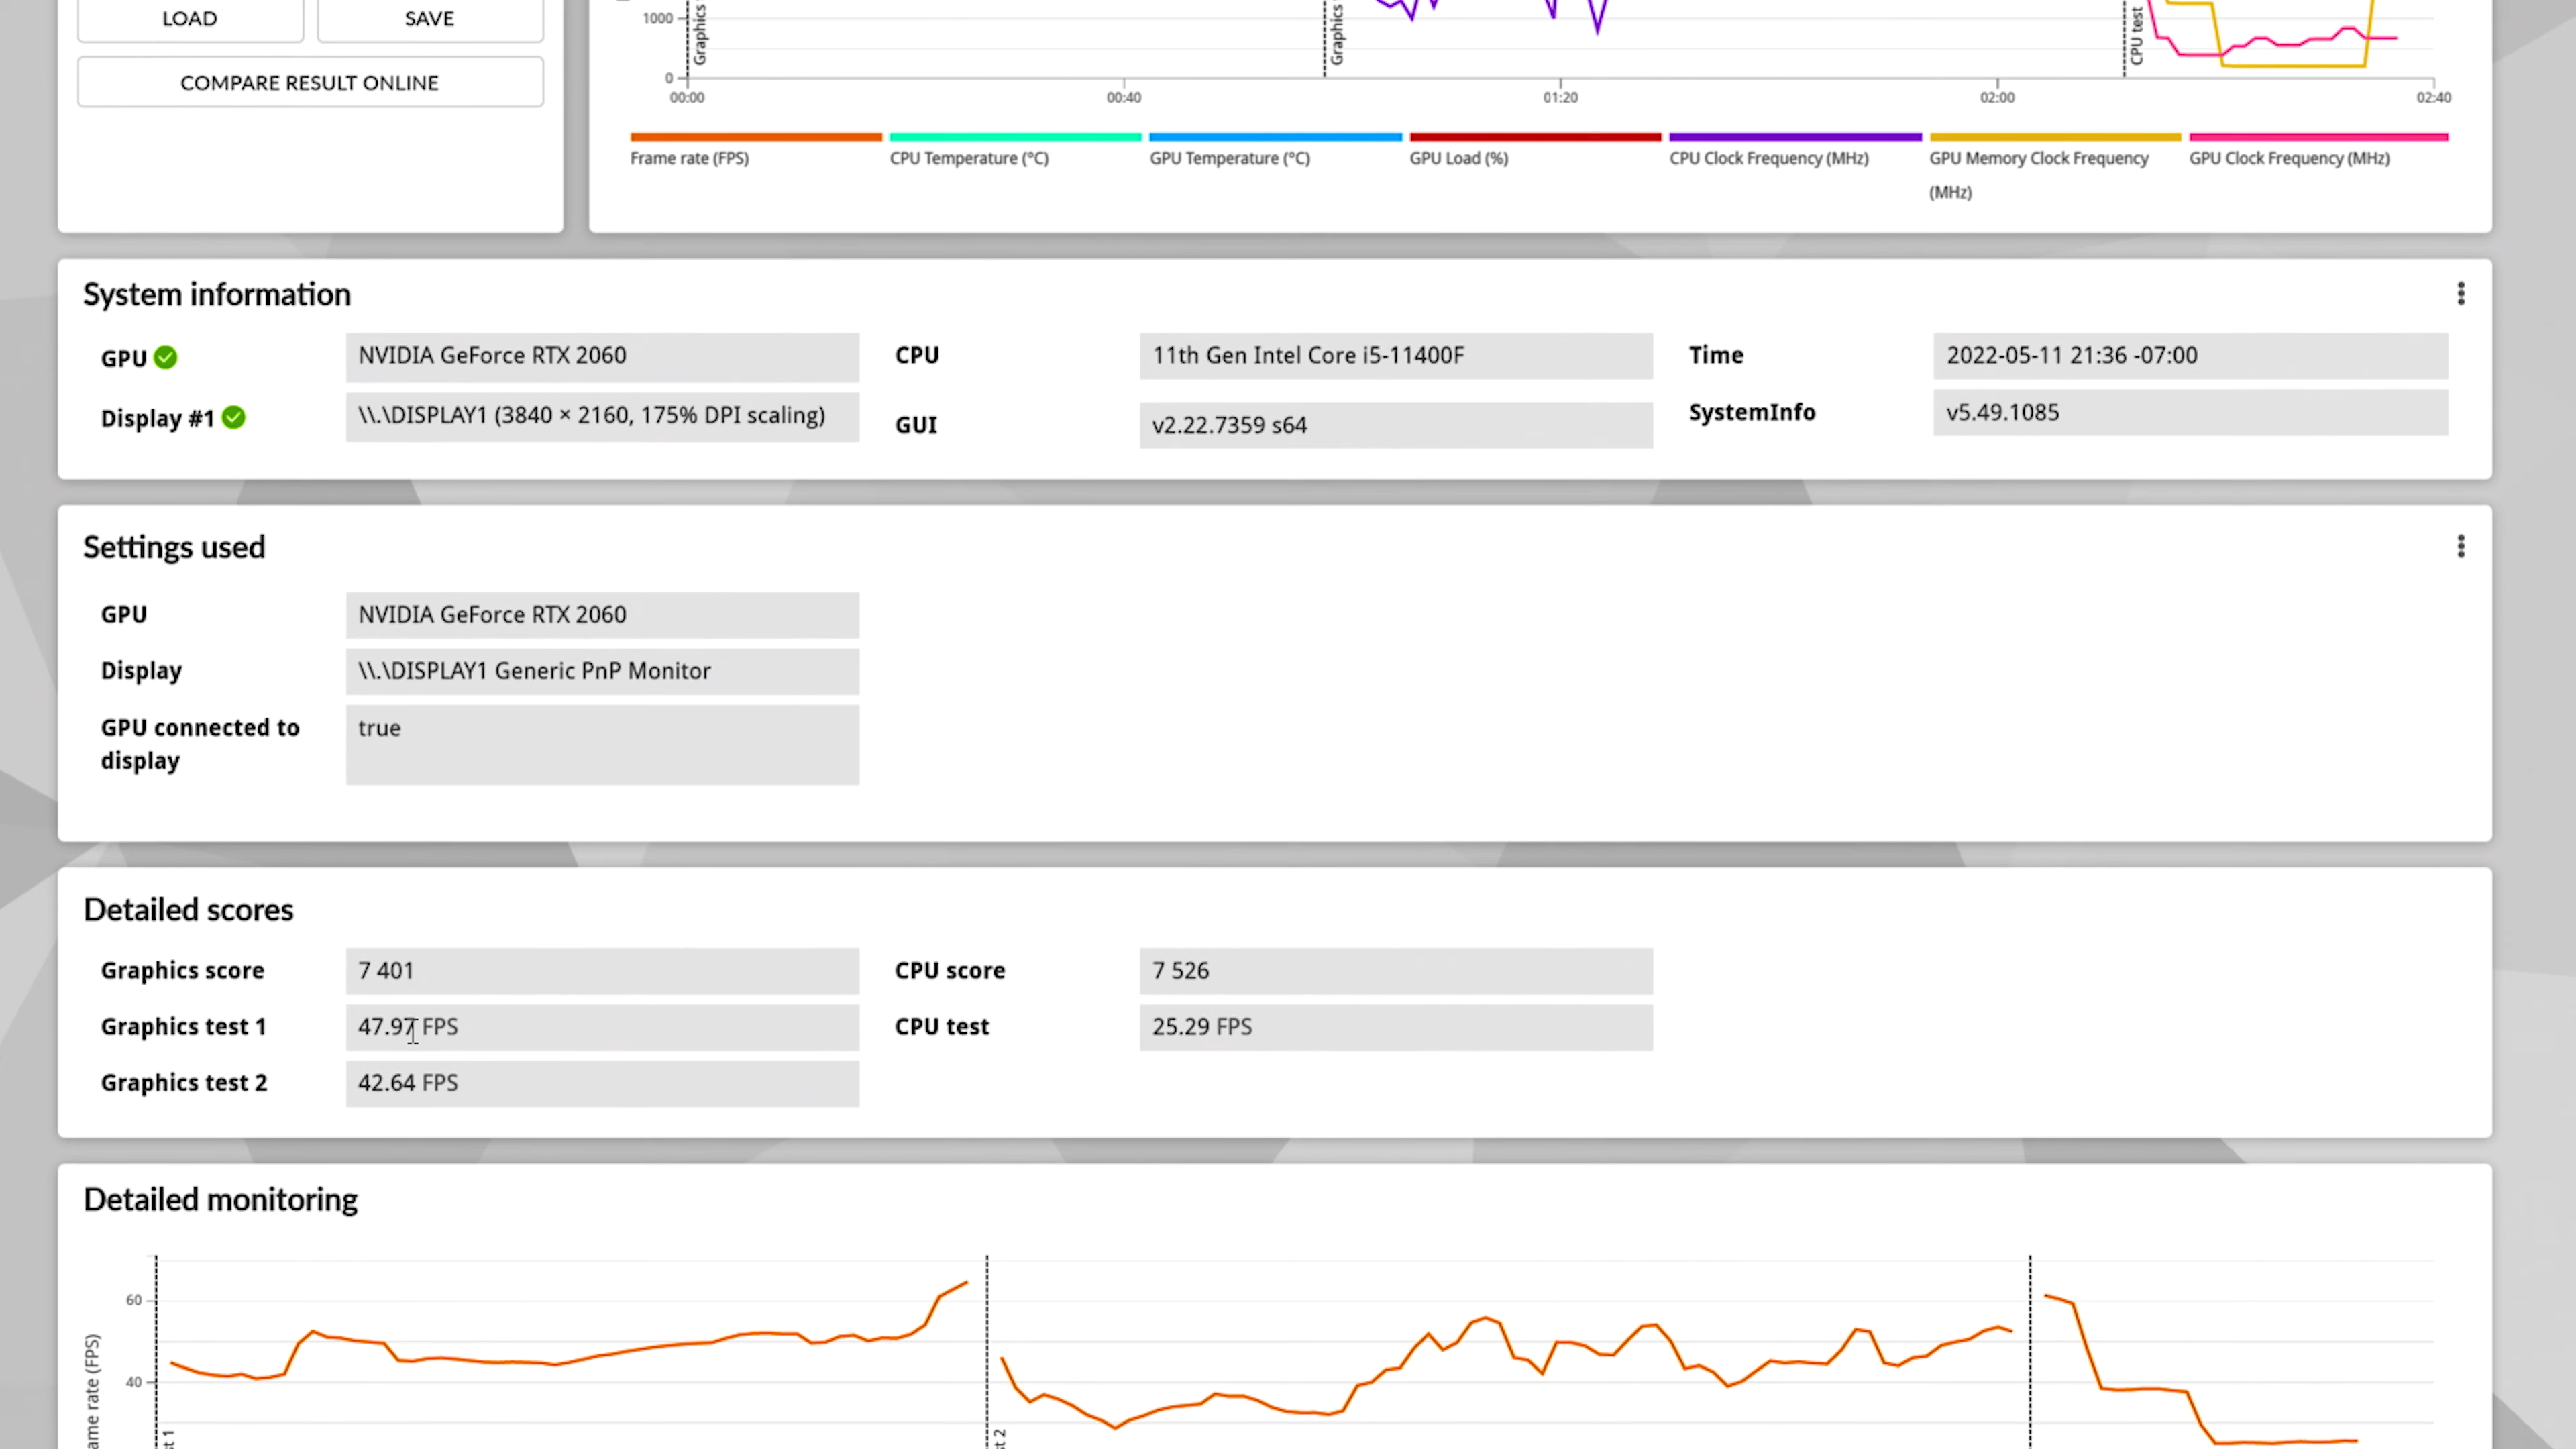 LOAD
SAVE
COMPARE RESULT ONLINE
1000
0
Graphics
Graphics
CPU test
00:00
00:40
01:20
02:00
02:40
Frame rate (FPS)
CPU Temperature (°C)
GPU Temperature (°C)
GPU Load (%)
CPU Clock Frequency (MHz)
GPU Memory Clock Frequency
(MHz)
GPU Clock Frequency (MHz)
System information
GPU
NVIDIA GeForce RTX 2060
CPU
11th Gen Intel Core i5-11400F
Time
2022-05-11 21:36 -07:00
Display #1
\\.\DISPLAY1 (3840 × 2160, 175% DPI scaling)
GUI
v2.22.7359 s64
SystemInfo
v5.49.1085
Settings used
GPU
NVIDIA GeForce RTX 2060
Display
\\.\DISPLAY1 Generic PnP Monitor
GPU connected to
display
true
Detailed scores
Graphics score
7 401
CPU score
7 526
Graphics test 1
47.97 FPS
CPU test
25.29 FPS
Graphics test 2
42.64 FPS
Detailed monitoring
60
40
ame rate (FPS)
t 1
t 2